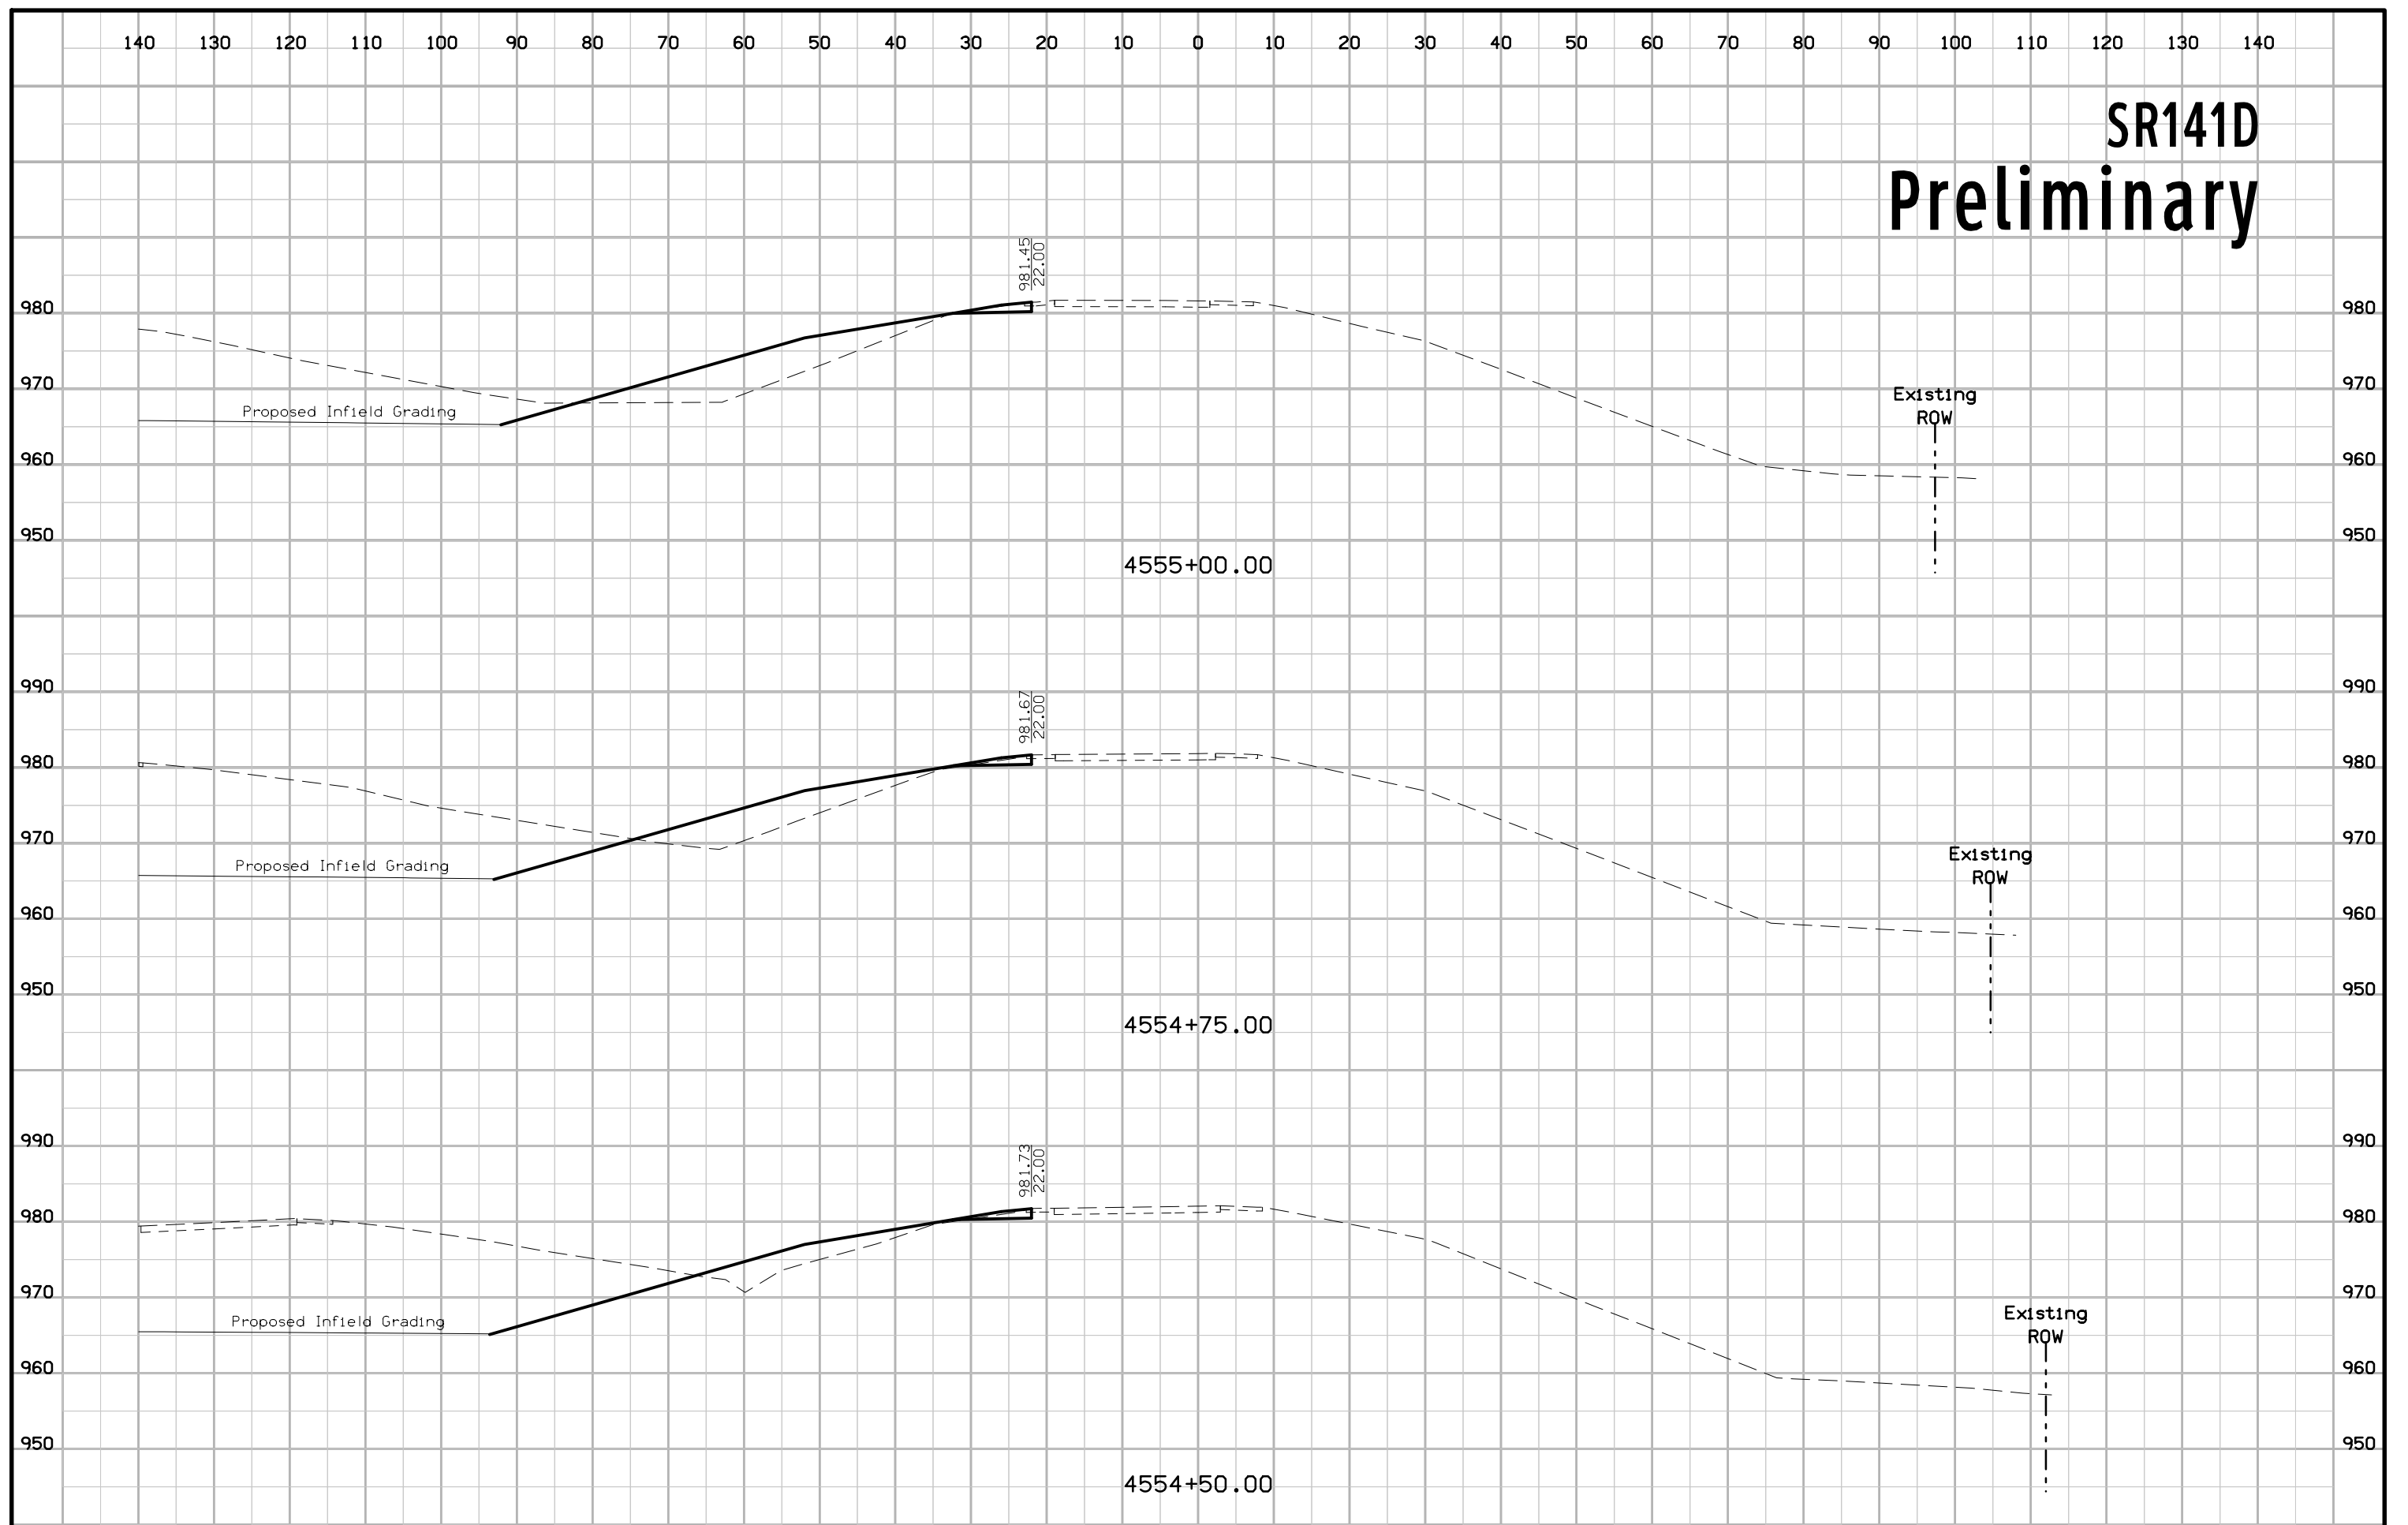 140 130 120 110 100 90 80 70 60 50 40 30 20 10 0 10 20 30 40 50 60 70 80 90 100 110 120 130 140
SR141D
Preliminary
981.45
22.00
980 980
970 970
Existing
ROW
Proposed Infield Grading
960 960
950 950
4555+00.00
990 990
981.67
22.00
980 980
970 970
Existing
ROW
Proposed Infield Grading
960 960
950 950
4554+75.00
990 990
981.73
22.00
980 980
970 970
Existing
ROW
Proposed Infield Grading
960 960
950 950
4554+50.00